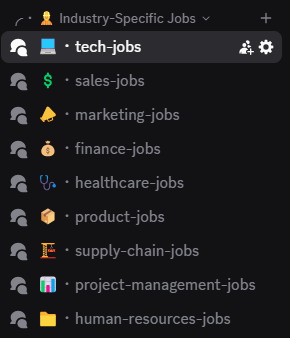 Industry-Specific Jobs
tech-jobs
sales-jobs
marketing-jobs
finance-jobs
healthcare-jobs
product-jobs
supply-chain-jobs
project-management-jobs
human-resources-jobs